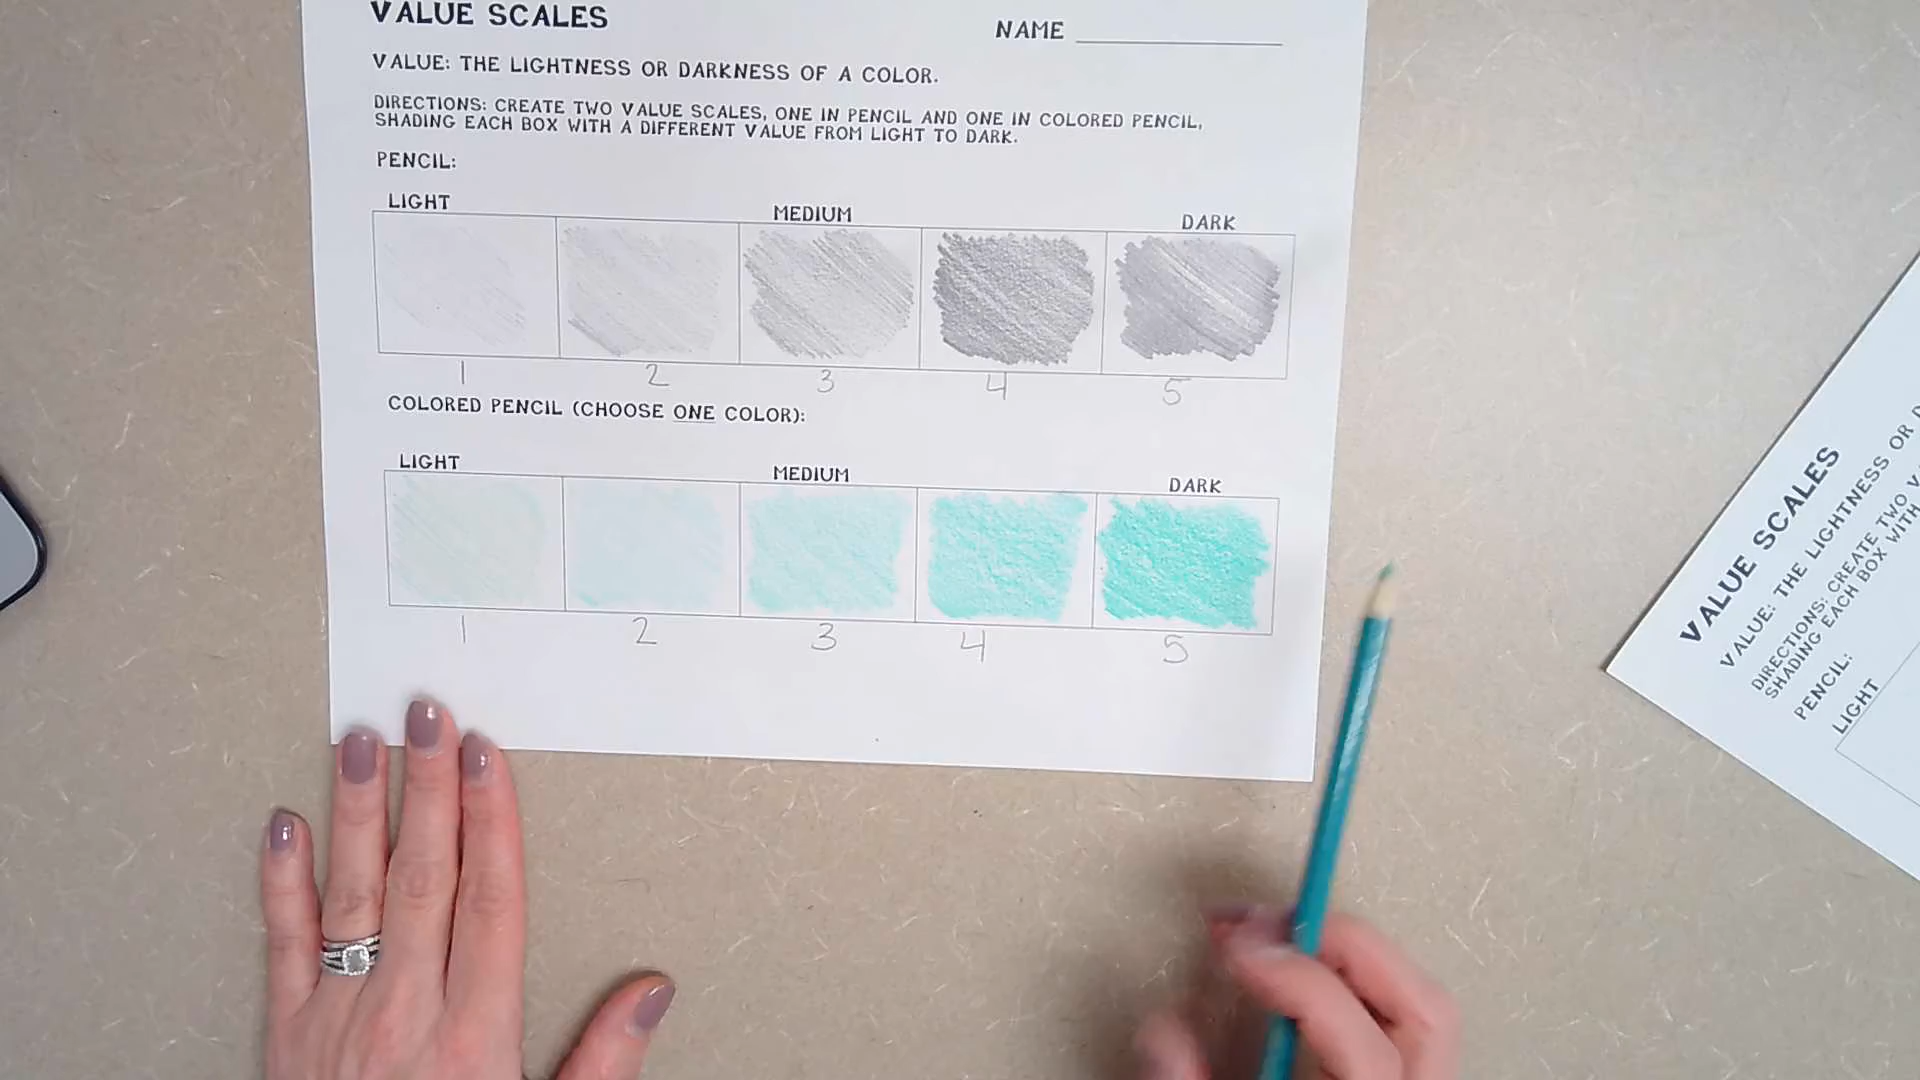 VALUE SCALES
NAME
VALUE: THE LIGHTNESS OR DARKNESS OF A COLOR.
DIRECTIONS: CREATE TWO VALUE SCALES, ONE IN PENCIL AND ONE IN COLORED PENCIL,
SHADING EACH BOX WITH A DIFFERENT VALUE FROM LIGHT TO DARK.
PENCIL:
LIGHT MEDIUM DARK
1 2 3 4 5
COLORED PENCIL (CHOOSE ONE COLOR):
LIGHT MEDIUM DARK
1 2 3 4 5
VALUE SCALES
VALUE: THE LIGHTNESS OR
DIRECTIONS: CREATE TWO
SHADING EACH BOX WITH
PENCIL:
LIGHT